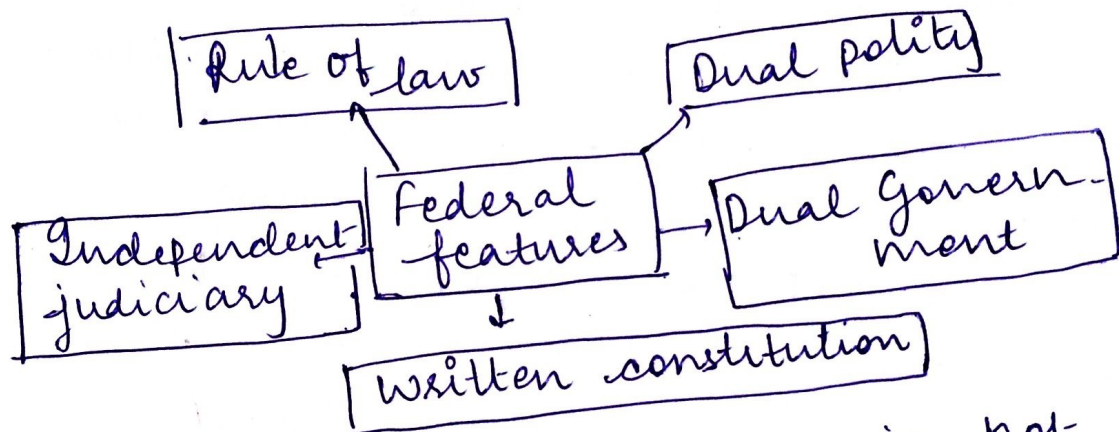 Rule of law
Dual polity
Federal
features
Dual Govern-
ment
Independent
judiciary
written constitution